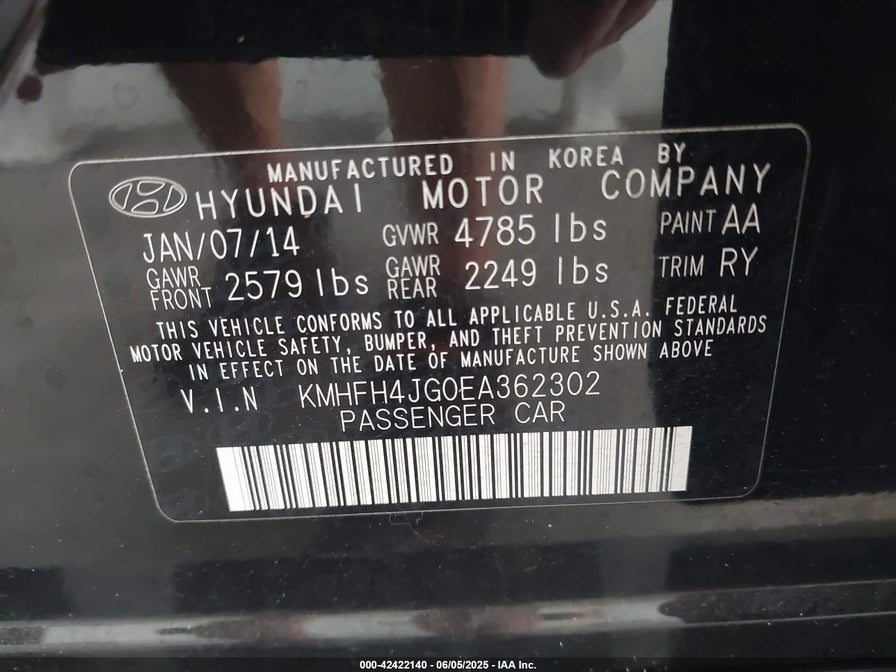 MANUFACTURED IN KOREA BY
HYUNDAI MOTOR COMPANY
JAN/07/14 GVWR 4785 lbs PAINT AA
GAWR FRONT 2579 lbs GAWR REAR 2249 lbs TRIM RY
THIS VEHICLE CONFORMS TO ALL APPLICABLE U.S.A. FEDERAL
MOTOR VEHICLE SAFETY, BUMPER, AND THEFT PREVENTION STANDARDS
IN EFFECT ON THE DATE OF MANUFACTURE SHOWN ABOVE
V.I.N KMHFH4JG0EA362302
PASSENGER CAR
000-42422140 - 06/05/2025 - IAA Inc.